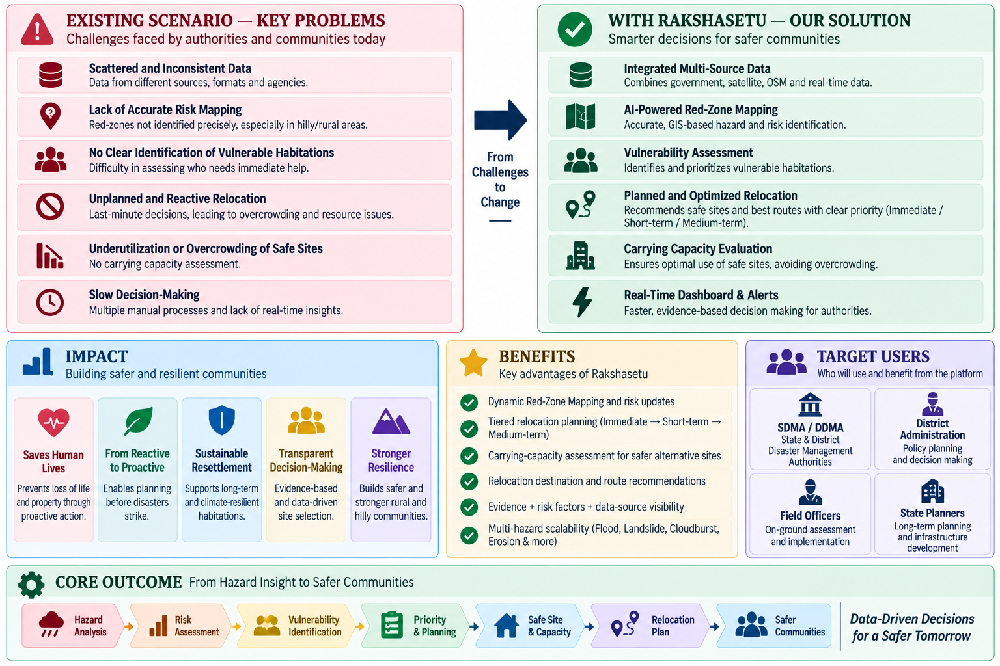 EXISTING SCENARIO — KEY PROBLEMS
Challenges faced by authorities and communities today
Scattered and Inconsistent Data
Data from different sources, formats and agencies.
Lack of Accurate Risk Mapping
Red-zones not identified precisely, especially in hilly/rural areas.
No Clear Identification of Vulnerable Habitations
Difficulty in assessing who needs immediate help.
Unplanned and Reactive Relocation
Last-minute decisions, leading to overcrowding and resource issues.
Underutilization or Overcrowding of Safe Sites
No carrying capacity assessment.
Slow Decision-Making
Multiple manual processes and lack of real-time insights.
From
Challenges
to
Change
WITH RAKSHASETU — OUR SOLUTION
Smarter decisions for safer communities
Integrated Multi-Source Data
Combines government, satellite, OSM and real-time data.
AI-Powered Red-Zone Mapping
Accurate, GIS-based hazard and risk identification.
Vulnerability Assessment
Identifies and prioritizes vulnerable habitations.
Planned and Optimized Relocation
Recommends safe sites and best routes with clear priority (Immediate /
Short-term / Medium-term).
Carrying Capacity Evaluation
Ensures optimal use of safe sites, avoiding overcrowding.
Real-Time Dashboard & Alerts
Faster, evidence-based decision making for authorities.
IMPACT
Building safer and resilient communities
Saves Human
Lives
Prevents loss of life
and property through
proactive action.
From Reactive
to Proactive
Enables planning
before disasters
strike.
Sustainable
Resettlement
Supports long-term
and climate-resilient
habitations.
Transparent
Decision-Making
Evidence-based
and data-driven
site selection.
Stronger
Resilience
Builds safer and
stronger rural and
hilly communities.
BENEFITS
Key advantages of Rakshasetu
Dynamic Red-Zone Mapping and risk updates
Tiered relocation planning (Immediate → Short-term →
Medium-term)
Carrying-capacity assessment for safer alternative sites
Relocation destination and route recommendations
Evidence + risk factors + data-source visibility
Multi-hazard scalability (Flood, Landslide, Cloudburst,
Erosion & more)
TARGET USERS
Who will use and benefit from the platform
SDMA / DDMA
State & District
Disaster Management
Authorities
District
Administration
Policy planning
and decision making
Field Officers
On-ground assessment
and implementation
State Planners
Long-term planning
and infrastructure
development
CORE OUTCOME From Hazard Insight to Safer Communities
Hazard
Analysis
Risk
Assessment
Vulnerability
Identification
Priority
& Planning
Safe Site
& Capacity
Relocation
Plan
Safer
Communities
Data-Driven Decisions
for a Safer Tomorrow